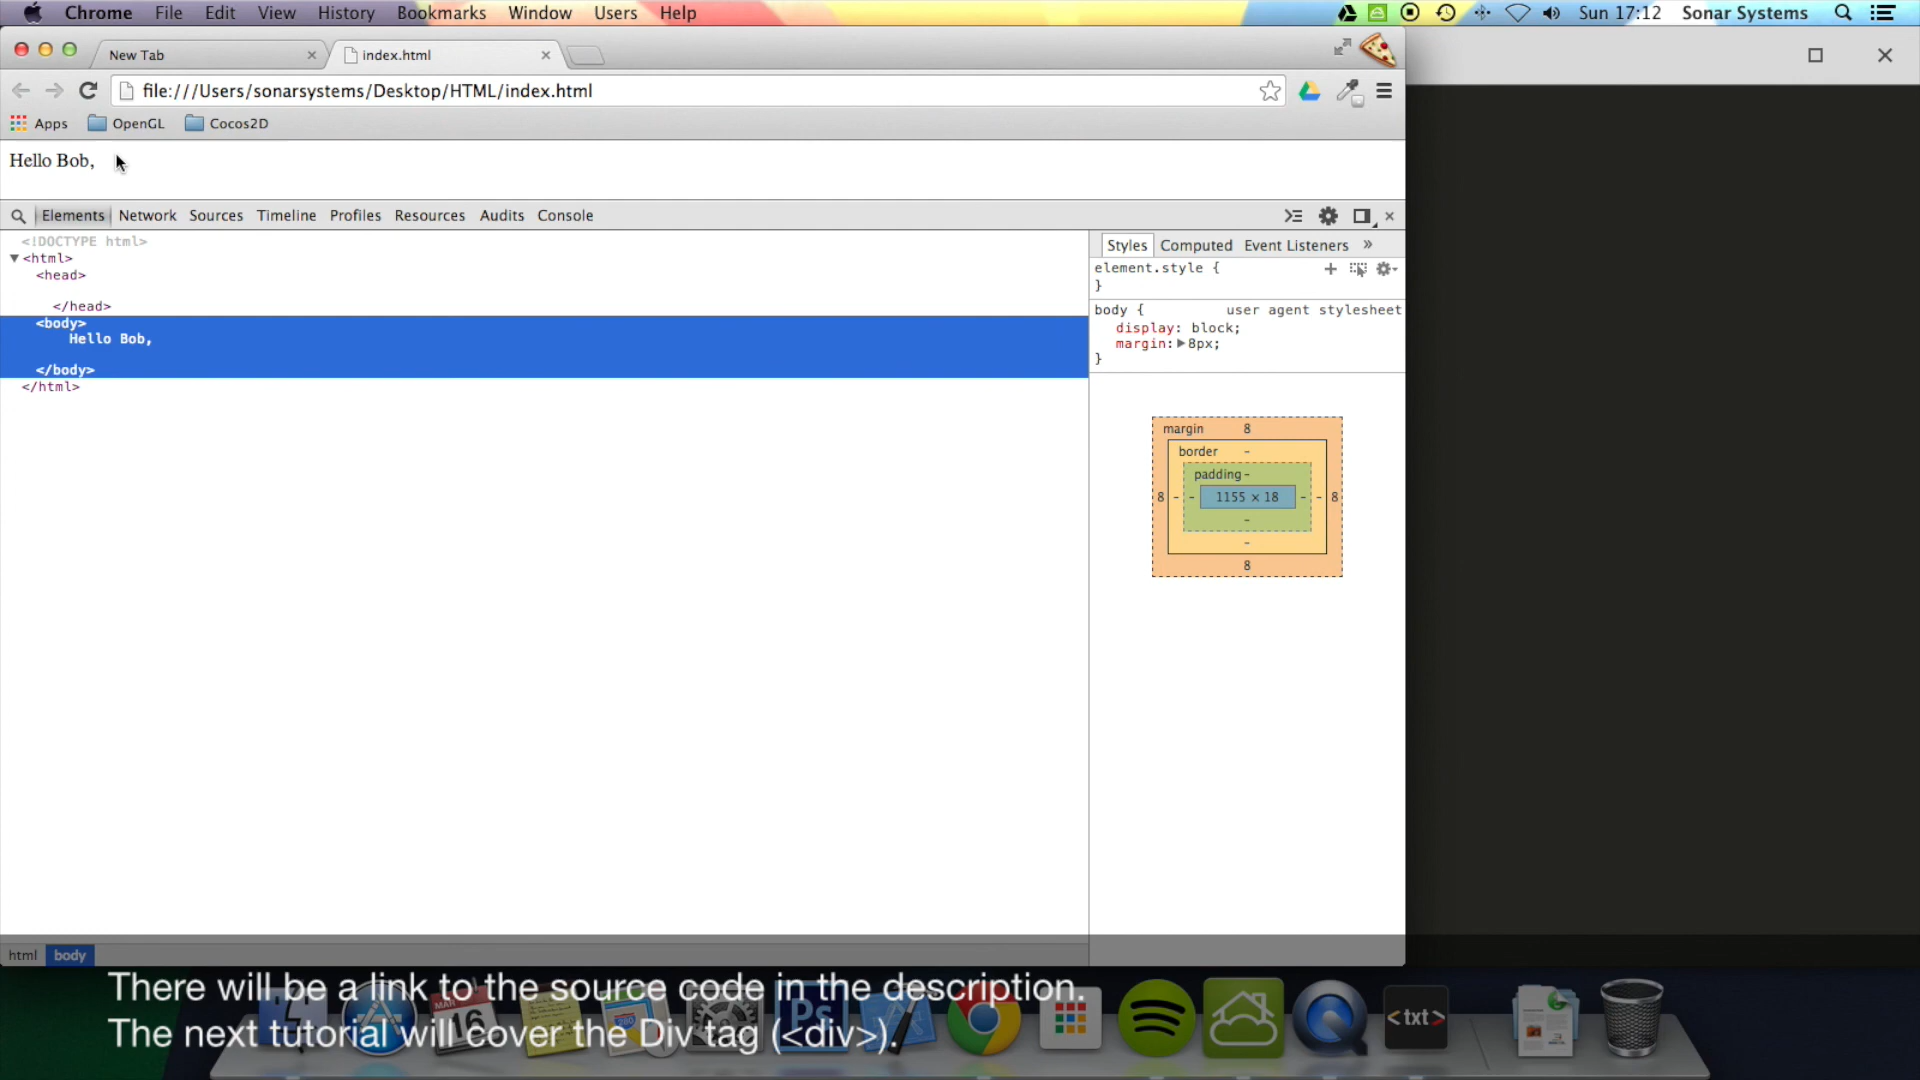 Chrome File Edit View History Bookmarks Window Users Help Sun 17:12 Sonar Systems
New Tab index.html
file:///Users/sonarsystems/Desktop/HTML/index.html
Apps OpenGL Cocos2D
Hello Bob,
Elements Network Sources Timeline Profiles Resources Audits Console
<!DOCTYPE html>
<html>
<head>
</head>
<body>
Hello Bob,
</body>
</html>
Styles Computed Event Listeners »
element.style {
}
body { user agent stylesheet
display: block;
margin: 8px;
}
margin 8
border -
padding -
8 - - 1155 × 18 - - 8
-
-
8
html body
There will be a link to the source code in the description.
The next tutorial will cover the Div tag (<div>).
MAR
16
Ps
<txt>